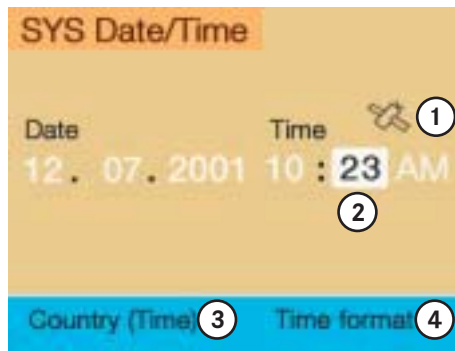 SYS Date/Time
1
Date Time
12. 07. 2001 10 : 23 AM
2
Country (Time) 3 Time format 4